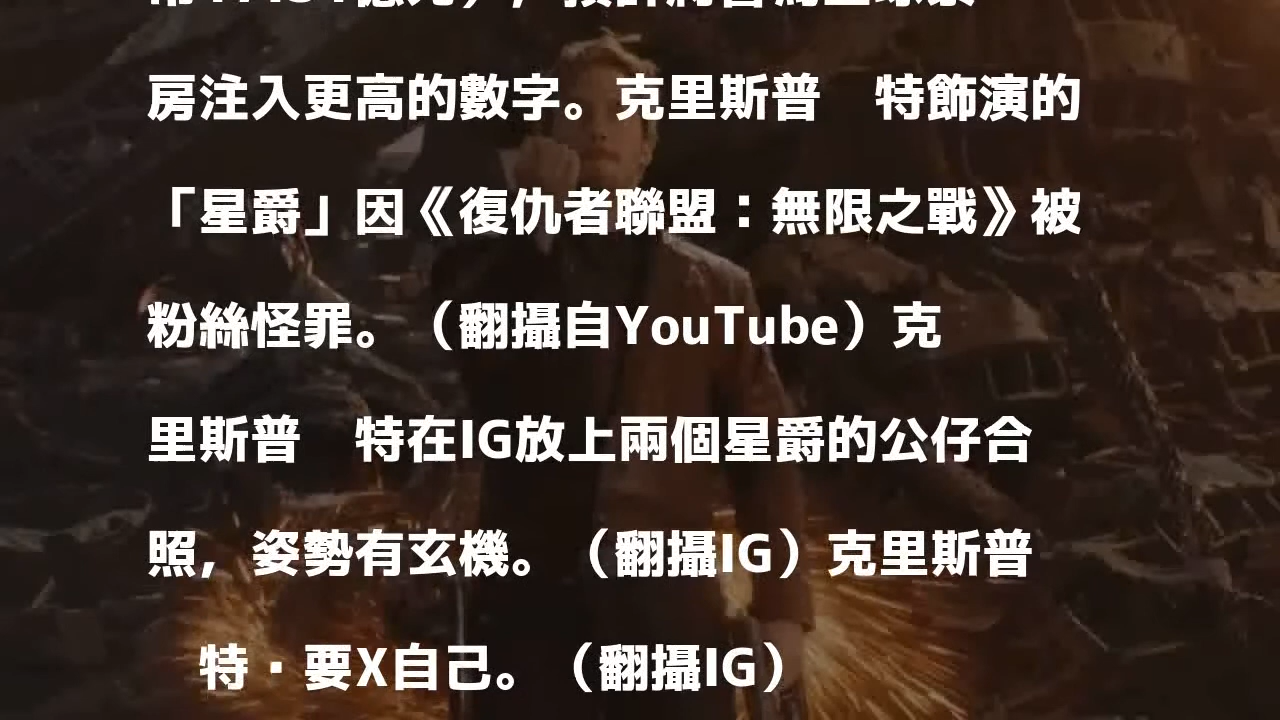 房注入更高的數字。克里斯普　特飾演的
「星爵」因《復仇者聯盟：無限之戰》被
粉絲怪罪。（翻攝自YouTube）克
里斯普　特在IG放上兩個星爵的公仔合
照，姿勢有玄機。（翻攝IG）克里斯普
　特·要X自己。（翻攝IG）